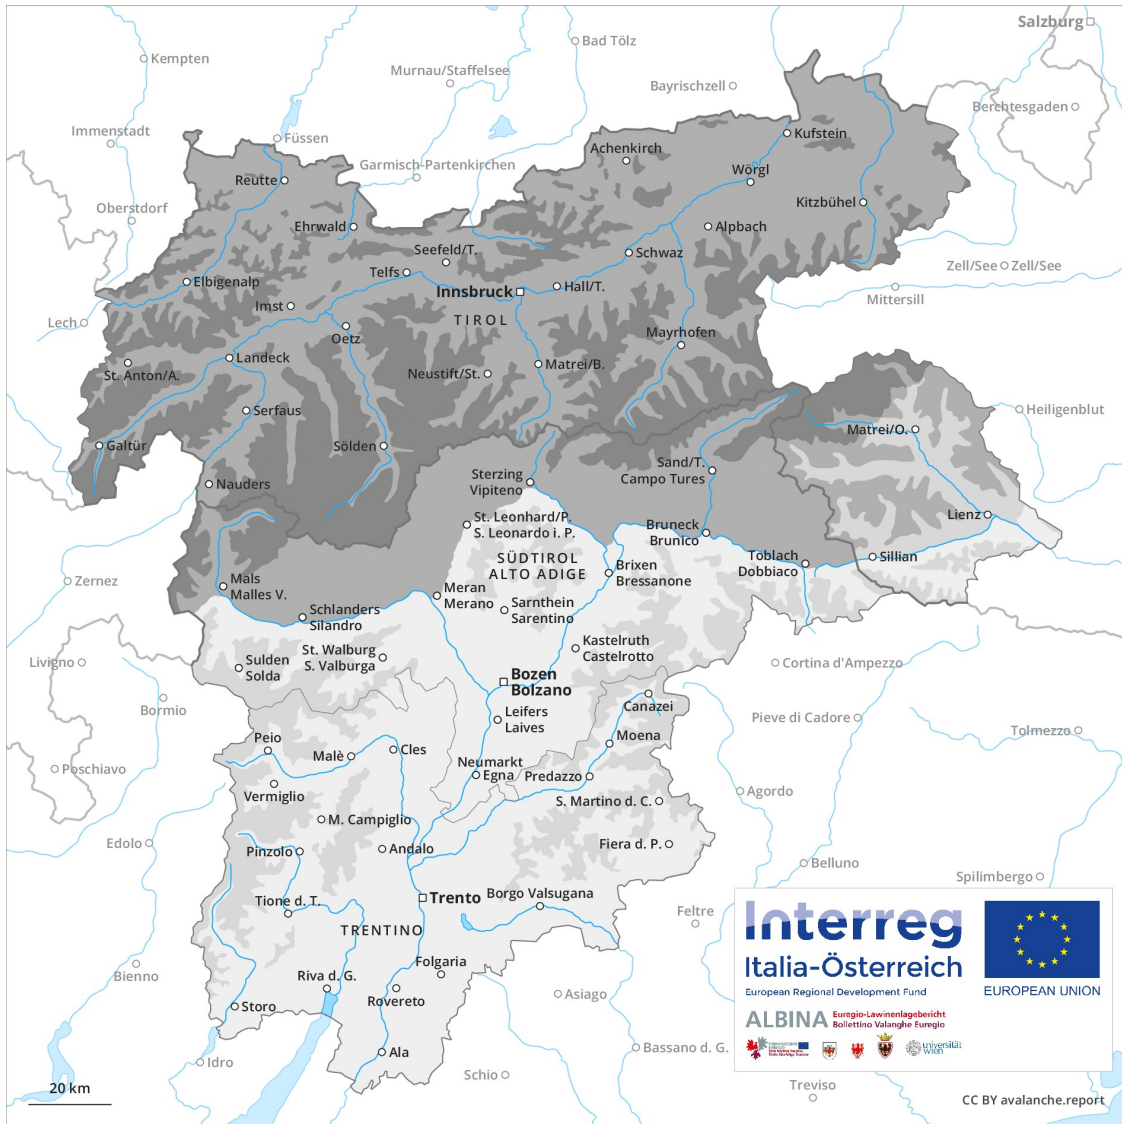 Salzburg
Bad Tölz
Kempten
Murnau/Staffelsee
Bayrischzell
Berchtesgaden
Immenstadt
Füssen
Kufstein
Achenkirch
Garmisch-Partenkirchen
Wörgl
Reutte
Oberstdorf
Kitzbühel
Ehrwald
Alpbach
Seefeld/T.
Schwaz
Zell/See
Zell/See
Telfs
Elbigenalp
Hall/T.
Innsbruck
Mittersill
Imst
TIROL
Lech
Mayrhofen
Oetz
Landeck
Matrei/B.
St. Anton/A.
Neustift/St.
Serfaus
Heiligenblut
Matrei/O.
Galtür
Sölden
Sand/T.
Campo Tures
Sterzing
Vipiteno
Nauders
Lienz
St. Leonhard/P.
S. Leonardo i. P.
Bruneck
Brunico
SÜDTIROL
ALTO ADIGE
Toblach
Dobbiaco
Sillian
Brixen
Bressanone
Zernez
Mals
Malles V.
Meran
Merano
Sarnthein
Sarentino
Schlanders
Silandro
Kastelruth
Castelrotto
St. Walburg
S. Valburga
Livigno
Sulden
Solda
Cortina d'Ampezzo
Bozen
Bolzano
Bormio
Canazei
Leifers
Laives
Pieve di Cadore
Tolmezzo
Peio
Moena
Malè
Cles
Neumarkt
Egna
Predazzo
Poschiavo
Vermiglio
Agordo
S. Martino d. C.
M. Campiglio
Edolo
Fiera d. P.
Pinzolo
Andalo
Belluno
Spilimbergo
Tione d. T.
Trento
Borgo Valsugana
Feltre
TRENTINO
Interreg
Italia-Österreich
European Regional Development Fund
EUROPEAN UNION
Bienno
Folgaria
Riva d. G.
Rovereto
Asiago
Storo
ALBINA
Euregio-Lawinenlagebericht
Bollettino Valanghe Euregio
universität
wien
Ala
Idro
Bassano d. G.
Schio
Treviso
20 km
CC BY avalanche.report